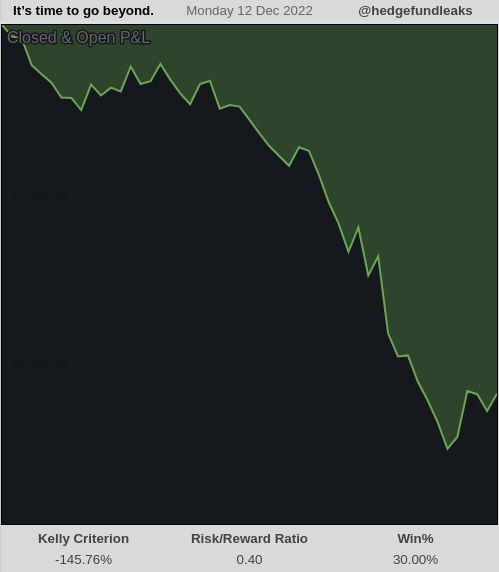 It's time to go beyond. Monday 12 Dec 2022 @hedgefundleaks
Closed & Open P&L
Kelly Criterion Risk/Reward Ratio Win%
-145.76% 0.40 30.00%